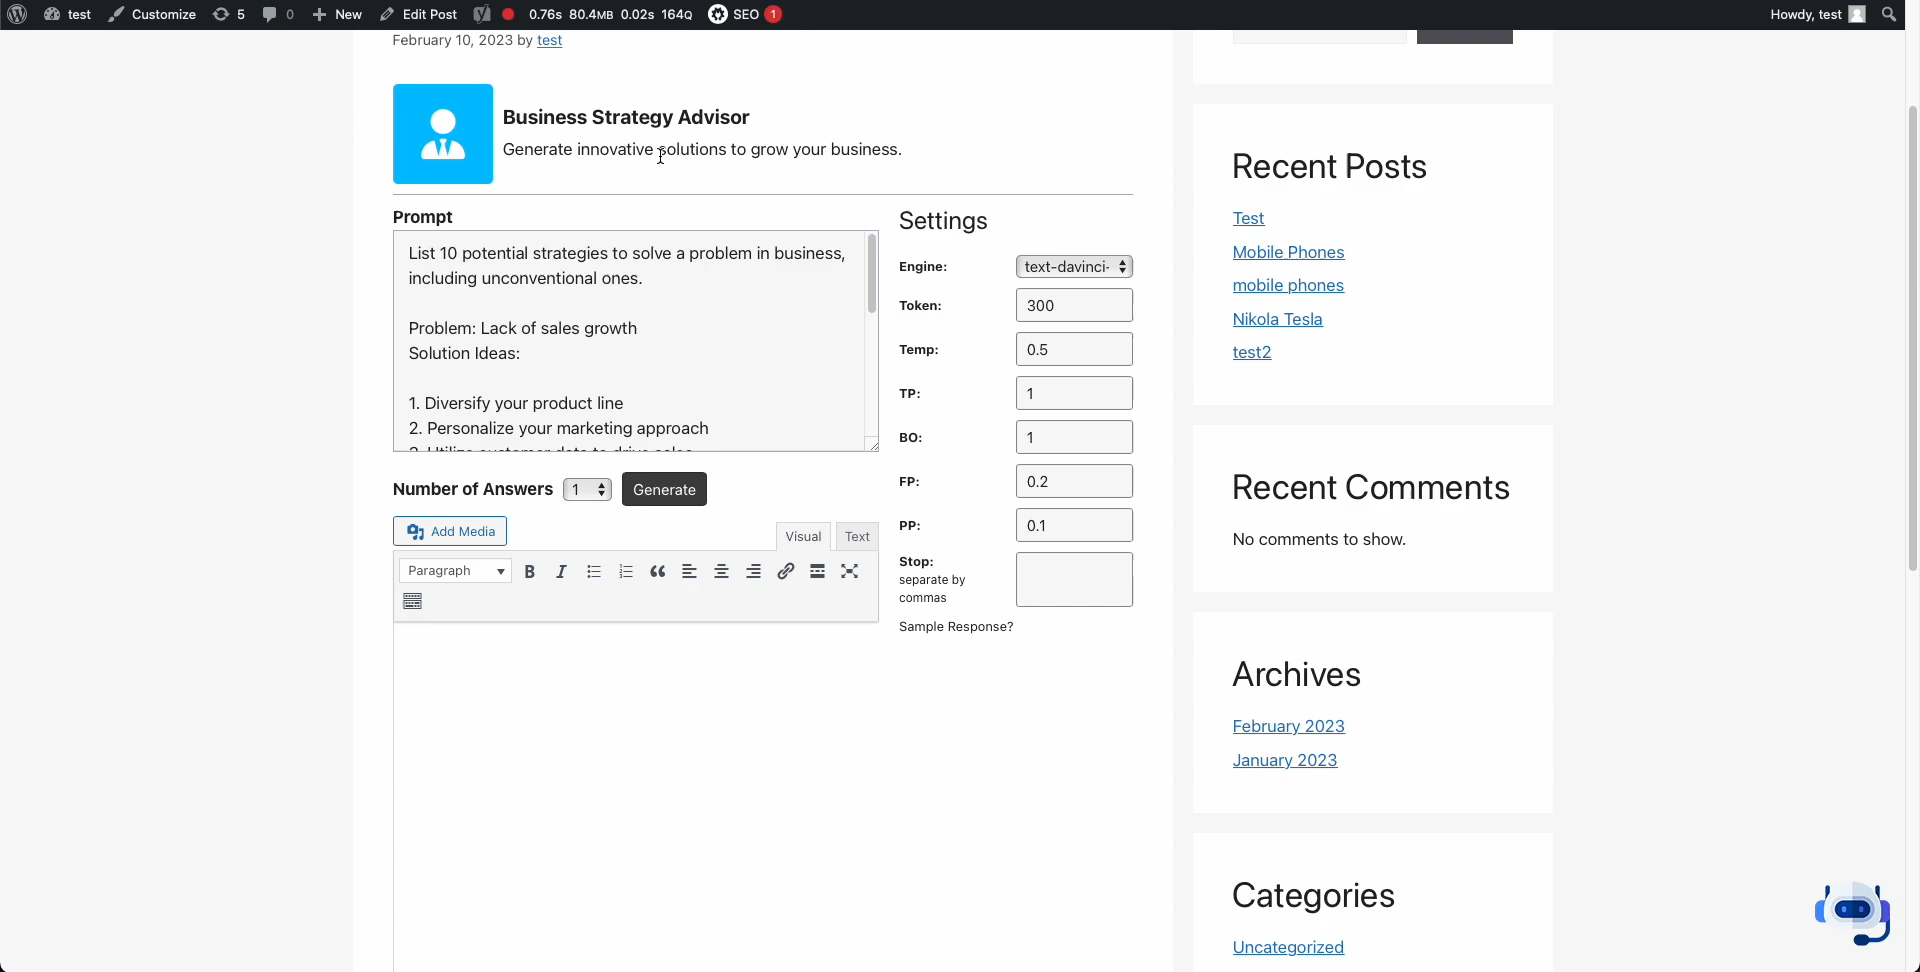 test Customize 5 0 New Edit Post 0.76s 80.4MB 0.02s 164Q SEO 1 Howdy, test
February 10, 2023 by test
Business Strategy Advisor
Generate innovative solutions to grow your business.
Prompt
List 10 potential strategies to solve a problem in business,
including unconventional ones.
Problem: Lack of sales growth
Solution Ideas:
1. Diversify your product line
2. Personalize your marketing approach
Number of Answers 1 Generate
Add Media
Visual Text
Paragraph B I
Settings
Engine: text-davinci-
Token: 300
Temp: 0.5
TP: 1
BO: 1
FP: 0.2
PP: 0.1
Stop:
separate by
commas
Sample Response?
Recent Posts
Test
Mobile Phones
mobile phones
Nikola Tesla
test2
Recent Comments
No comments to show.
Archives
February 2023
January 2023
Categories
Uncategorized